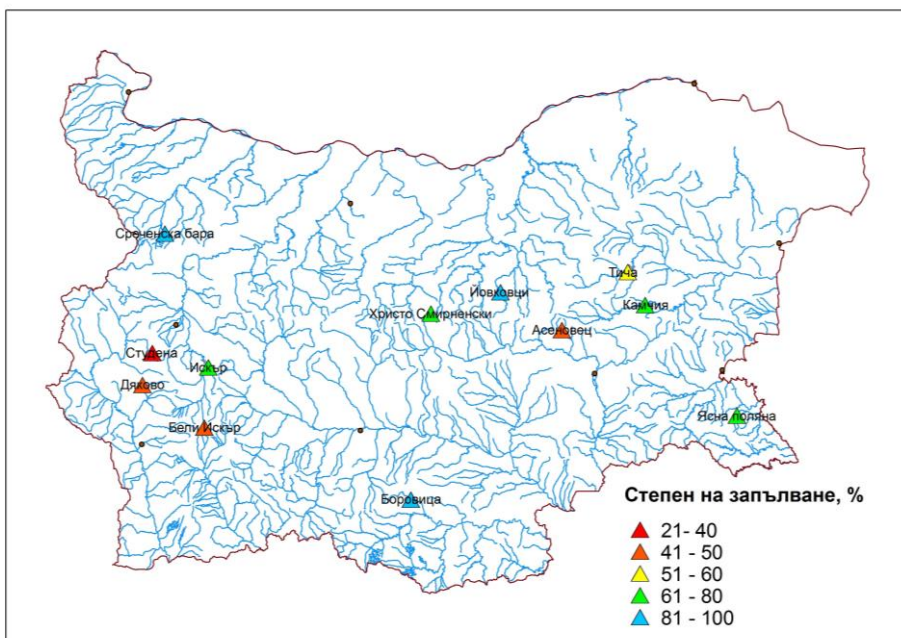 Среченска бара
Тича
Йовковци
Камчия
Христо Смирненски
Асеновец
Студена
Искър
Дяково
Ясна поляна
Бели Искър
Боровица
Степен на запълване, %
21- 40
41 - 50
51 - 60
61 - 80
81 - 100